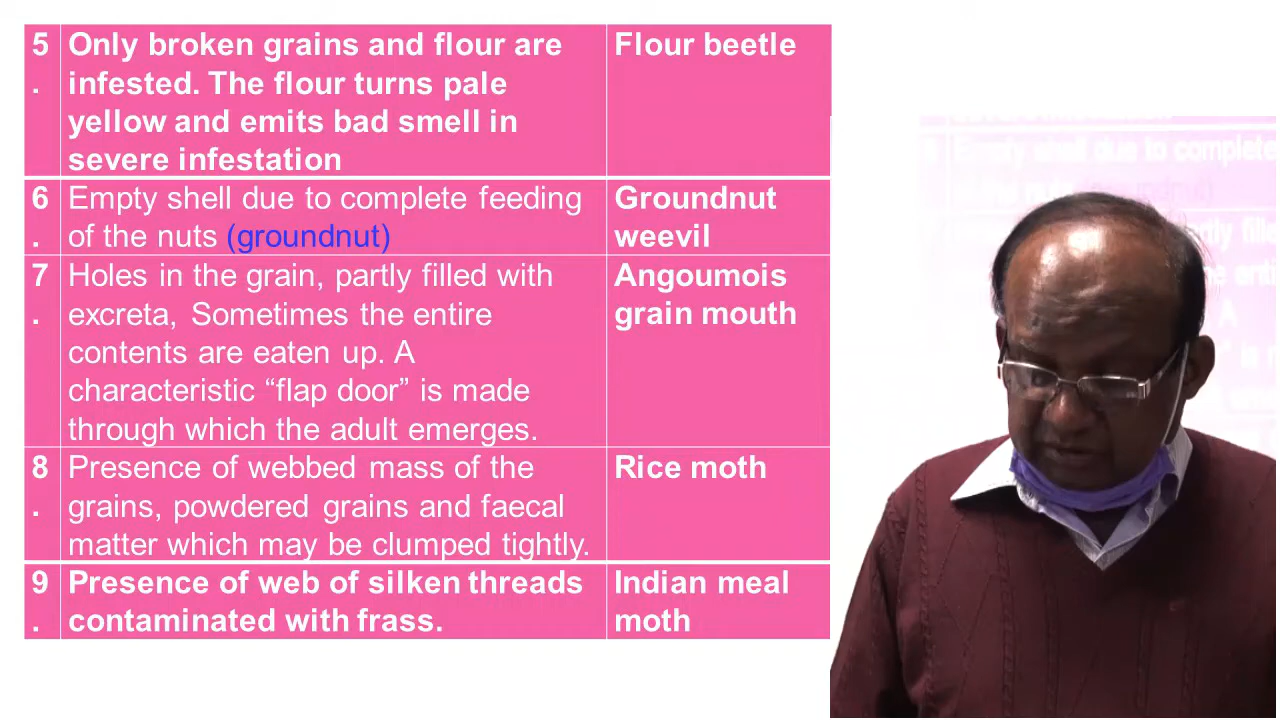 5
.
Only broken grains and flour are
infested. The flour turns pale
yellow and emits bad smell in
severe infestation
Flour beetle
6
.
Empty shell due to complete feeding
of the nuts (groundnut)
Groundnut
weevil
7
.
Holes in the grain, partly filled with
excreta, Sometimes the entire
contents are eaten up. A
characteristic “flap door” is made
through which the adult emerges.
Angoumois
grain mouth
8
.
Presence of webbed mass of the
grains, powdered grains and faecal
matter which may be clumped tightly.
Rice moth
9
.
Presence of web of silken threads
contaminated with frass.
Indian meal
moth
Empty shell due to complete